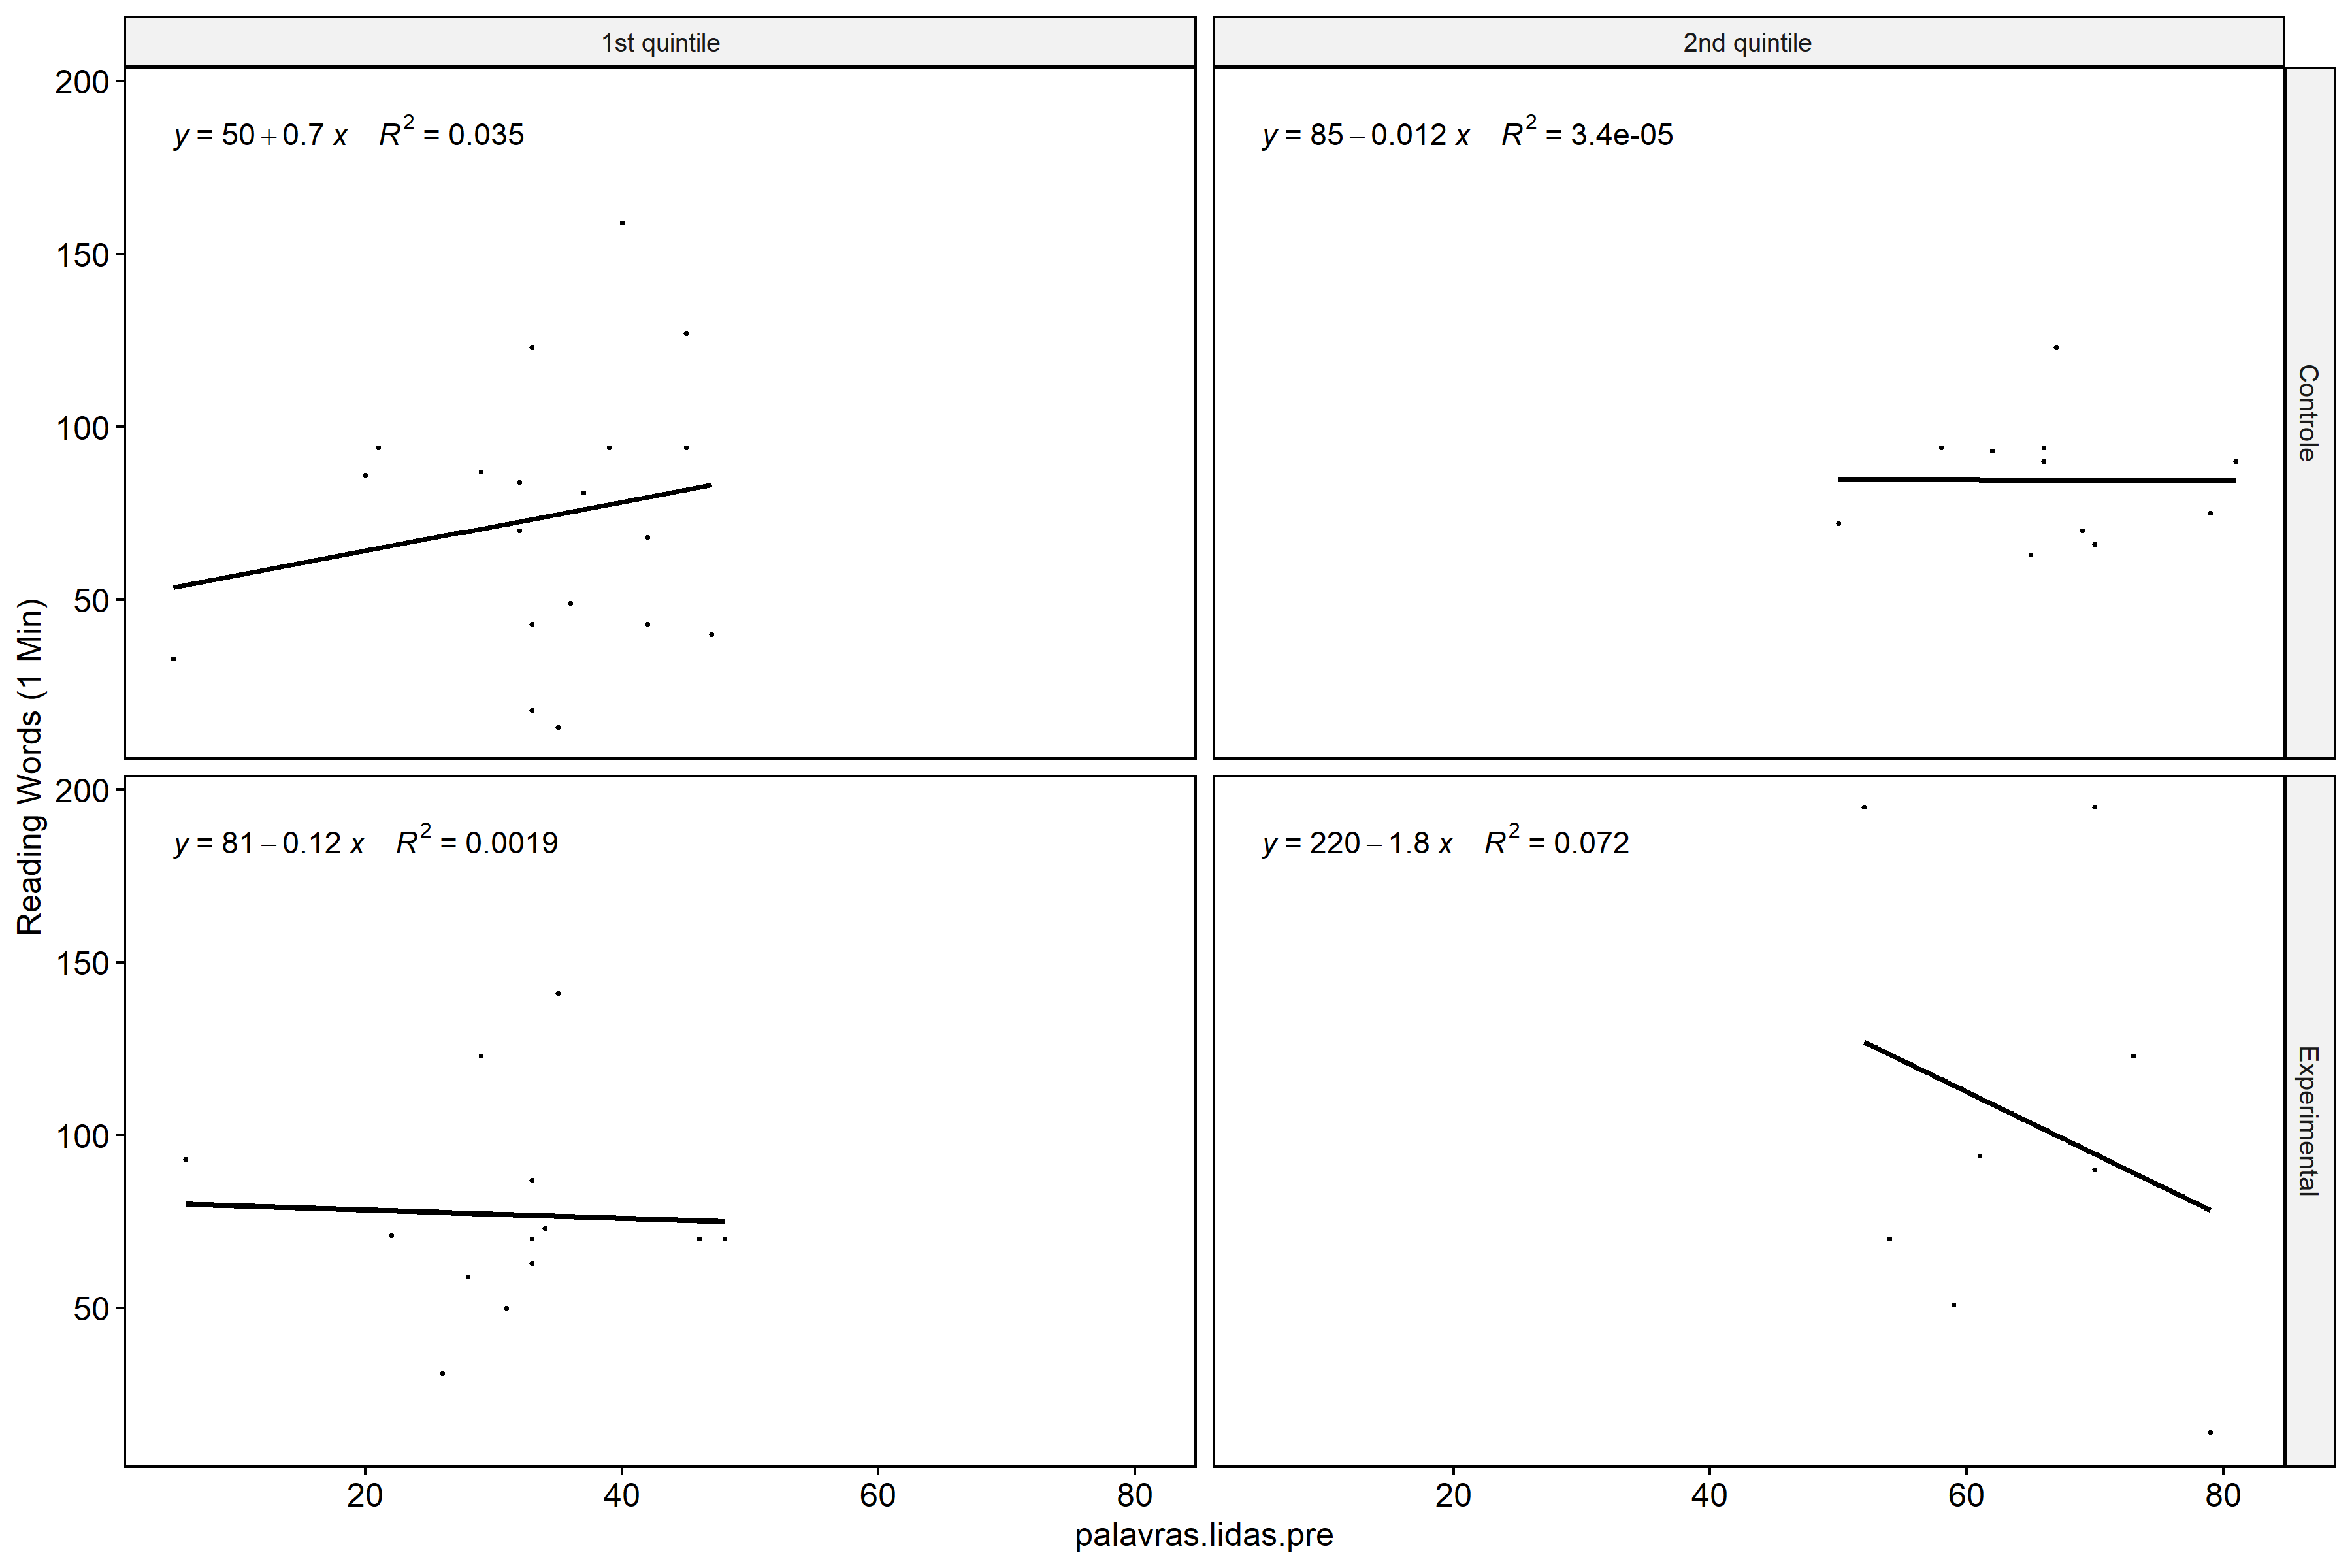 1st quintile
2nd quintile
y = 50 + 0.7 x R² = 0.035
y = 85 − 0.012 x R² = 3.4e-05
200
150
100
50
Controle
y = 81 − 0.12 x R² = 0.0019
y = 220 − 1.8 x R² = 0.072
200
150
100
50
Experimental
Reading Words (1 Min)
20 40 60 80
20 40 60 80
palavras.lidas.pre